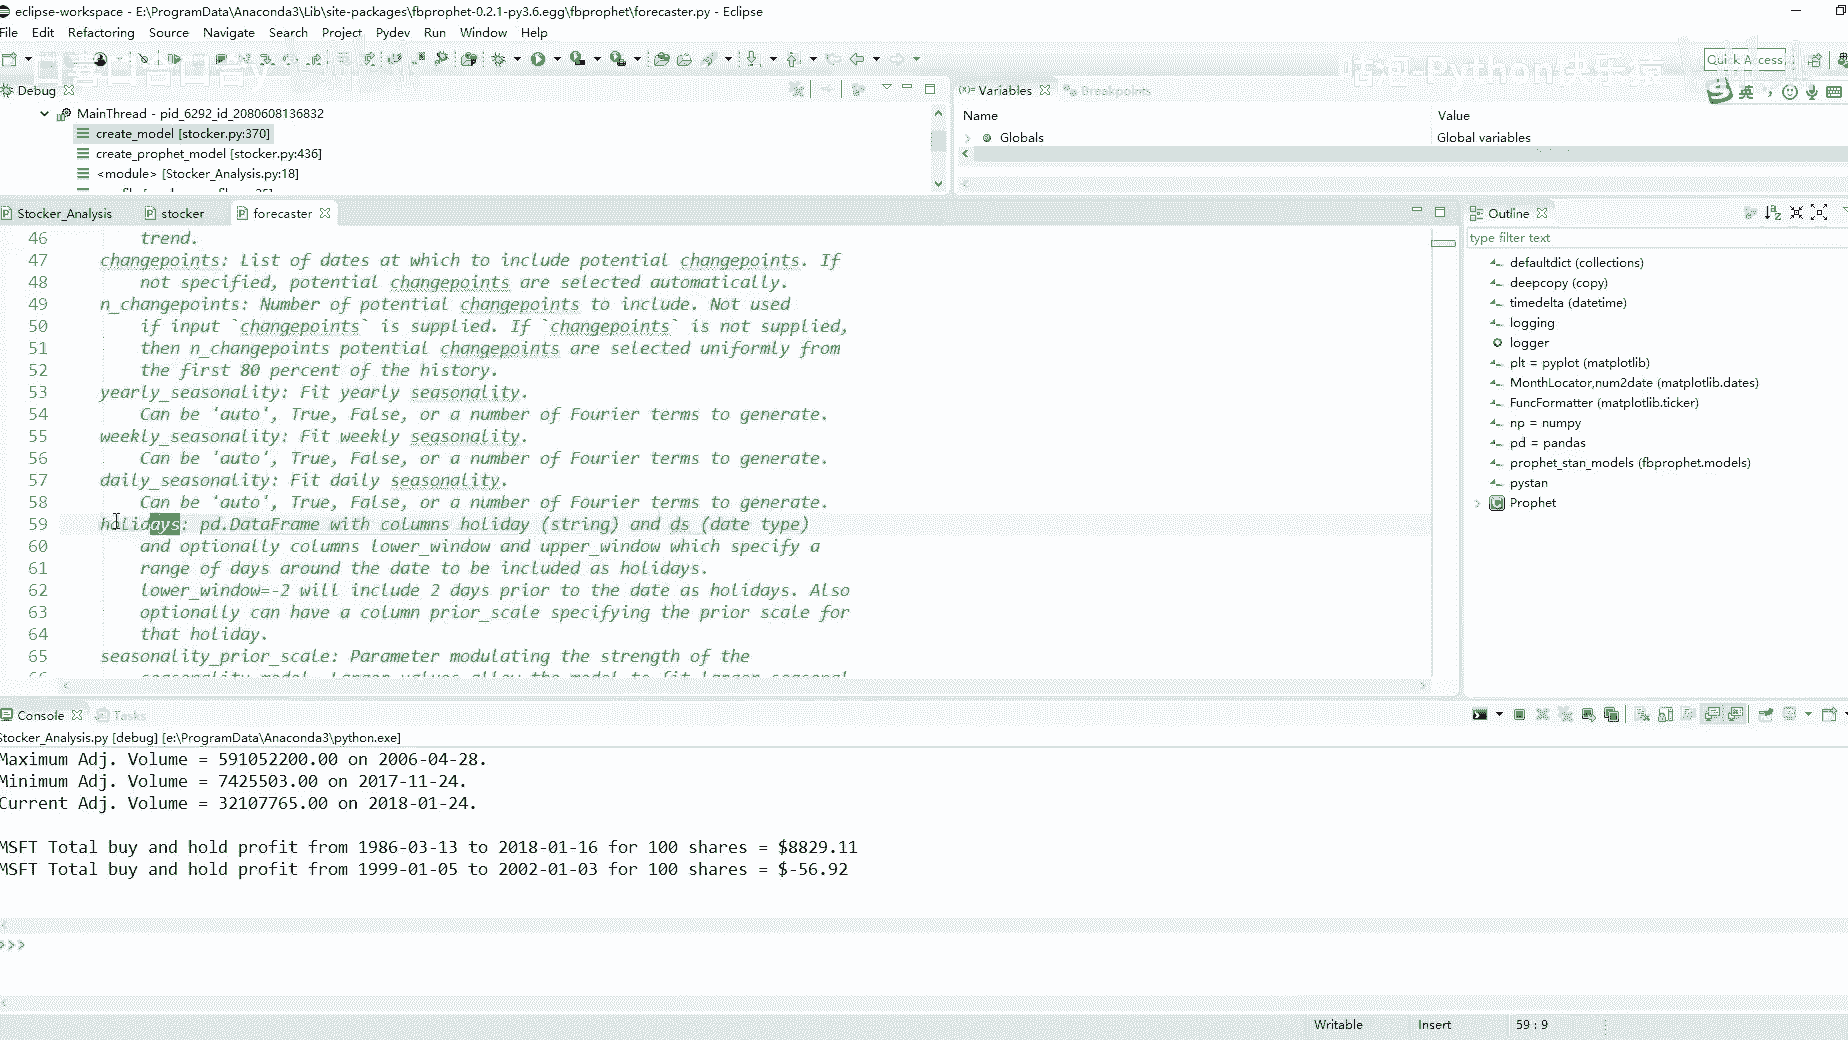 eclipse-workspace - E:\ProgramData\Anaconda3\Lib\site-packages\fbprophet-0.2.1-py3.6.egg\fbprophet\forecaster.py - Eclipse
File Edit Refactoring Source Navigate Search Project Pydev Run Window Help
Quick Access
Debug
Variables Breakpoints
MainThread - pid_6292_id_2080608136832
create_model [stocker.py:370]
create_prophet_model [stocker.py:436]
<module> [Stocker_Analysis.py:18]
Name Value
Globals Global variables
Stocker_Analysis stocker forecaster
46 trend.
47 changepoints: List of dates at which to include potential changepoints. If
48 not specified, potential changepoints are selected automatically.
49 n_changepoints: Number of potential changepoints to include. Not used
50 if input `changepoints` is supplied. If `changepoints` is not supplied,
51 then n_changepoints potential changepoints are selected uniformly from
52 the first 80 percent of the history.
53 yearly_seasonality: Fit yearly seasonality.
54 Can be 'auto', True, False, or a number of Fourier terms to generate.
55 weekly_seasonality: Fit weekly seasonality.
56 Can be 'auto', True, False, or a number of Fourier terms to generate.
57 daily_seasonality: Fit daily seasonality.
58 Can be 'auto', True, False, or a number of Fourier terms to generate.
59 holidays: pd.DataFrame with columns holiday (string) and ds (date type)
60 and optionally columns lower_window and upper_window which specify a
61 range of days around the date to be included as holidays.
62 lower_window=-2 will include 2 days prior to the date as holidays. Also
63 optionally can have a column prior_scale specifying the prior scale for
64 that holiday.
65 seasonality_prior_scale: Parameter modulating the strength of the
seasonality model. Larger values allow the model to fit larger seasonal
Outline
type filter text
defaultdict (collections)
deepcopy (copy)
timedelta (datetime)
logging
logger
plt = pyplot (matplotlib)
MonthLocator,num2date (matplotlib.dates)
FuncFormatter (matplotlib.ticker)
np = numpy
pd = pandas
prophet_stan_models (fbprophet.models)
pystan
Prophet
Console Tasks
Stocker_Analysis.py [debug] [e:\ProgramData\Anaconda3\python.exe]
Maximum Adj. Volume = 591052200.00 on 2006-04-28.
Minimum Adj. Volume = 7425503.00 on 2017-11-24.
Current Adj. Volume = 32107765.00 on 2018-01-24.
MSFT Total buy and hold profit from 1986-03-13 to 2018-01-16 for 100 shares = $8829.11
MSFT Total buy and hold profit from 1999-01-05 to 2002-01-03 for 100 shares = $-56.92
>>>
Writable Insert 59 : 9